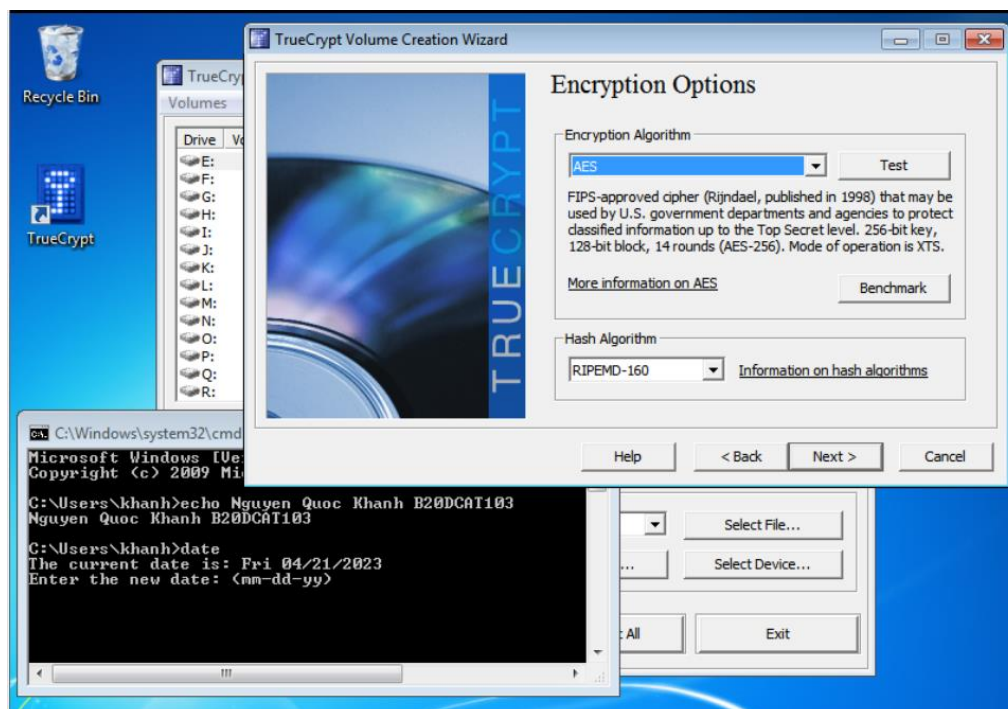 Recycle Bin
TrueCrypt
TrueCry
Volumes
Drive
E:
F:
G:
H:
I:
J:
K:
L:
M:
N:
O:
P:
Q:
R:
TrueCrypt Volume Creation Wizard
TRUECRYPT
Encryption Options
Encryption Algorithm
AES
Test
FIPS-approved cipher (Rijndael, published in 1998) that may be
used by U.S. government departments and agencies to protect
classified information up to the Top Secret level. 256-bit key,
128-bit block, 14 rounds (AES-256). Mode of operation is XTS.
More information on AES
Benchmark
Hash Algorithm
RIPEMD-160
Information on hash algorithms
Help
< Back
Next >
Cancel
C:\Windows\system32\cmd
Microsoft Windows [Ve
Copyright (c) 2009 Mi
C:\Users\khanh>echo Nguyen Quoc Khanh B20DCAT103
Nguyen Quoc Khanh B20DCAT103
C:\Users\khanh>date
The current date is: Fri 04/21/2023
Enter the new date: (mm-dd-yy)
Select File...
...
Select Device...
All
Exit